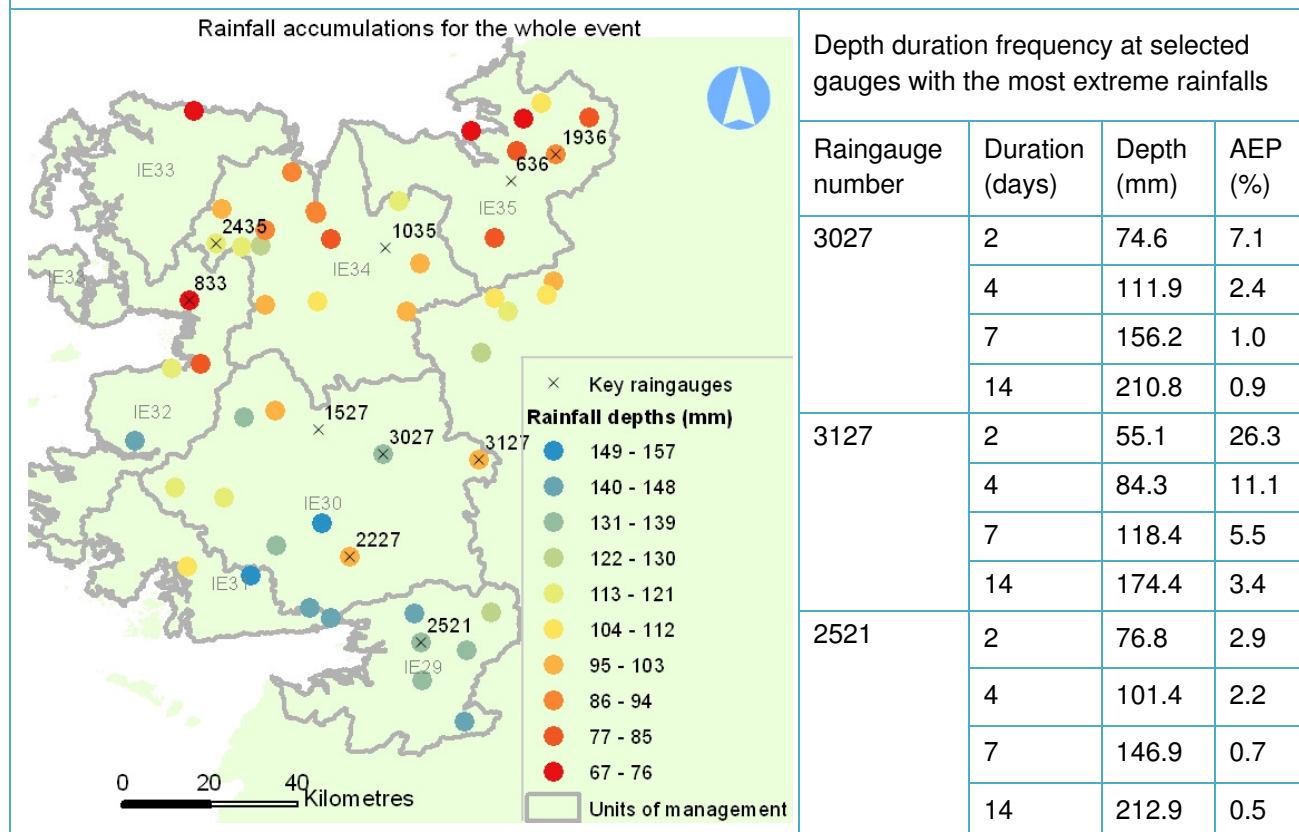 Rainfall accumulations for the whole event
1936
636
IE33
IE35
2435
1035
IE34
IE33
833
IE32
1527
3027
3127
IE30
2227
IE31
2521
IE29
0 20 40 Kilometres
Key raingauges
Rainfall depths (mm)
149 - 157
140 - 148
131 - 139
122 - 130
113 - 121
104 - 112
95 - 103
86 - 94
77 - 85
67 - 76
Units of management
Depth duration frequency at selected
gauges with the most extreme rainfalls
Raingauge Duration Depth AEP
number (days) (mm) (%)
3027 2 74.6 7.1
4 111.9 2.4
7 156.2 1.0
14 210.8 0.9
3127 2 55.1 26.3
4 84.3 11.1
7 118.4 5.5
14 174.4 3.4
2521 2 76.8 2.9
4 101.4 2.2
7 146.9 0.7
14 212.9 0.5